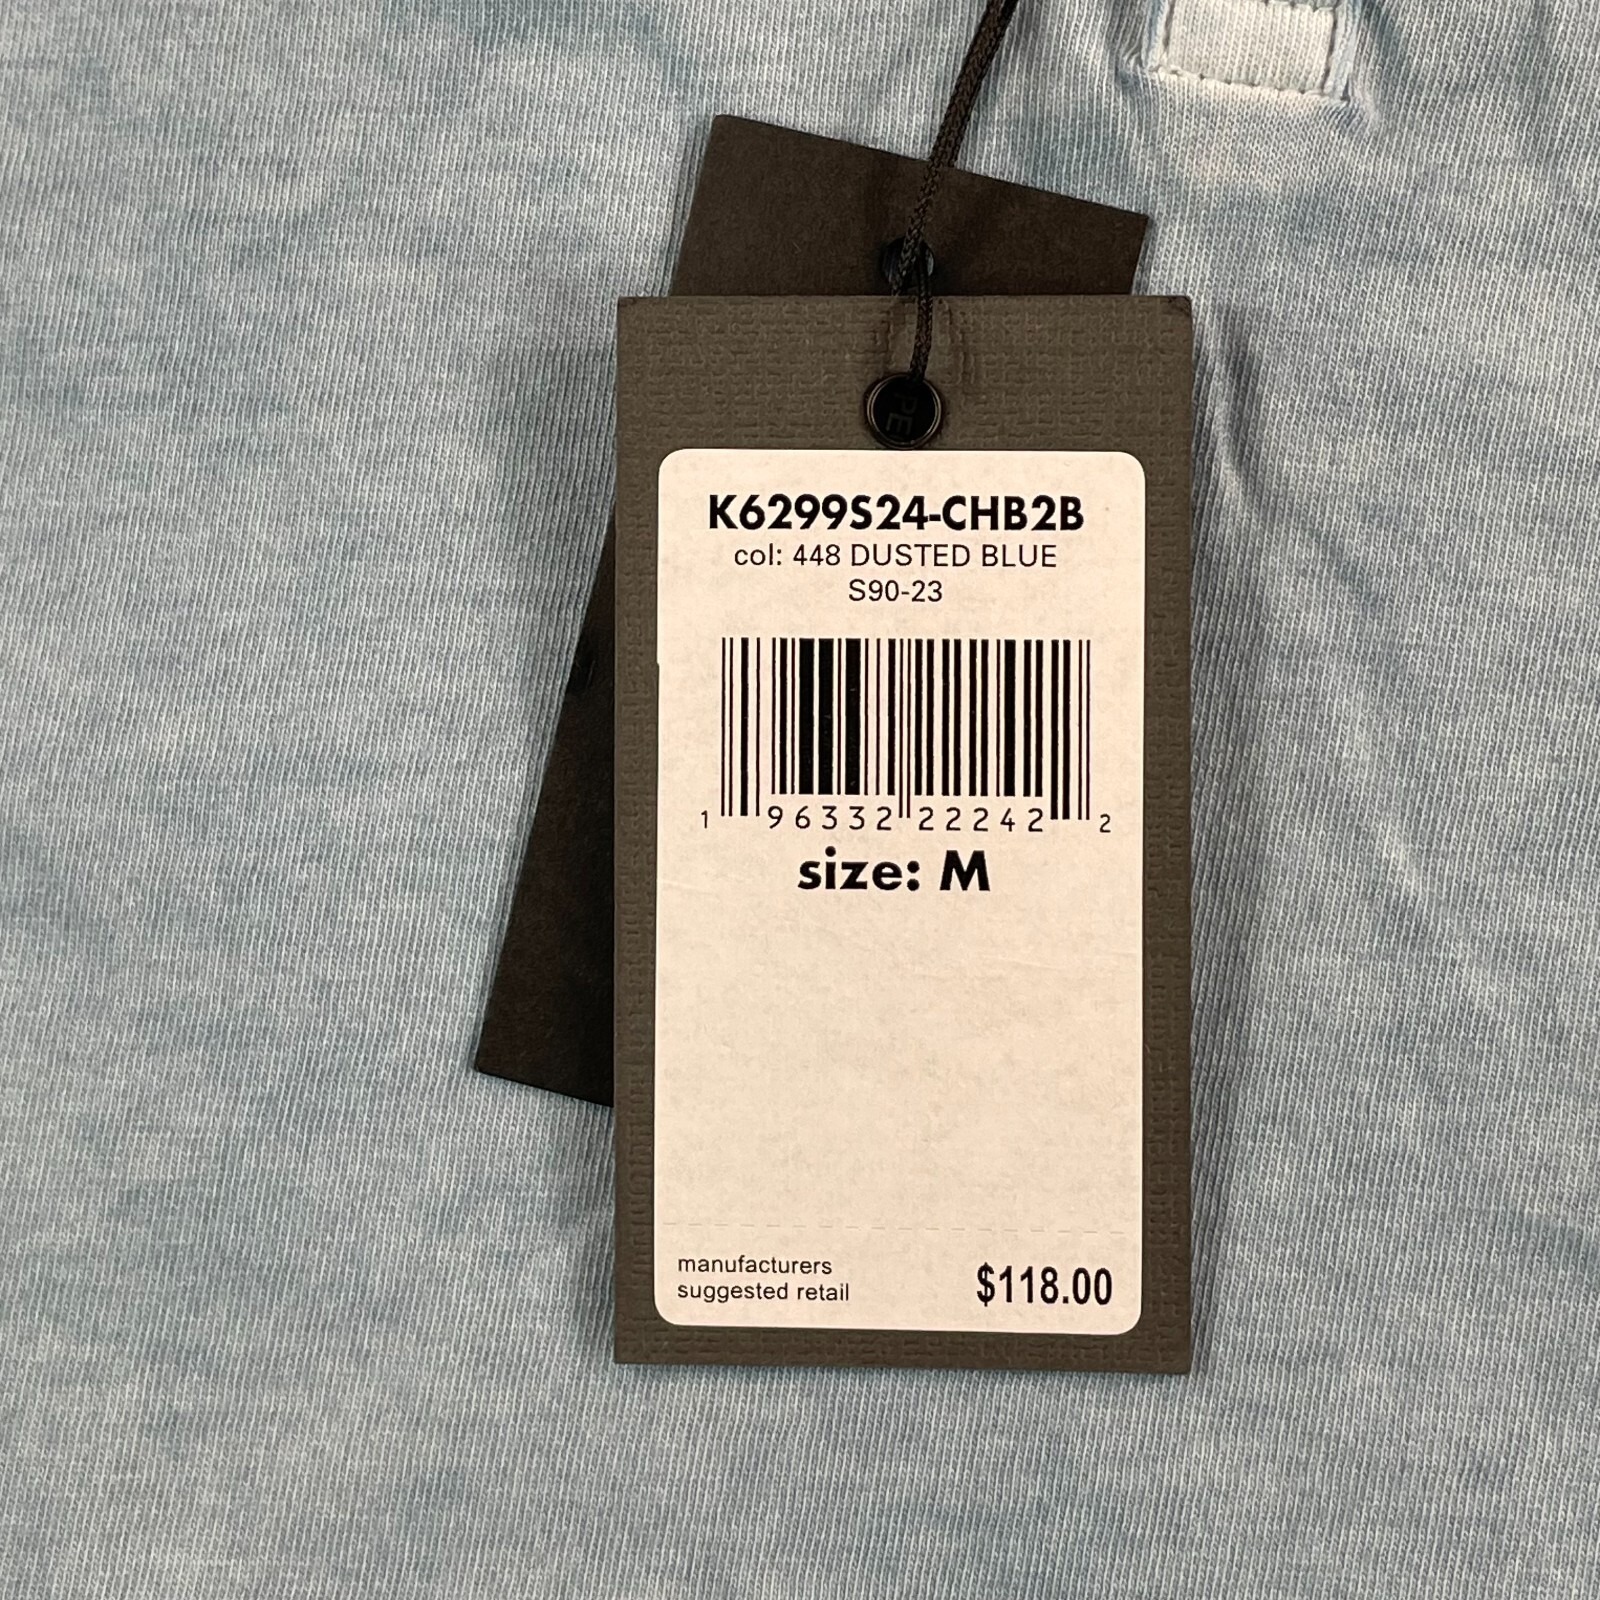 PE
K6299S24-CHB2B
col: 448 DUSTED BLUE
S90-23
1 96332 22242 2
size: M
manufacturers
suggested retail
$118.00